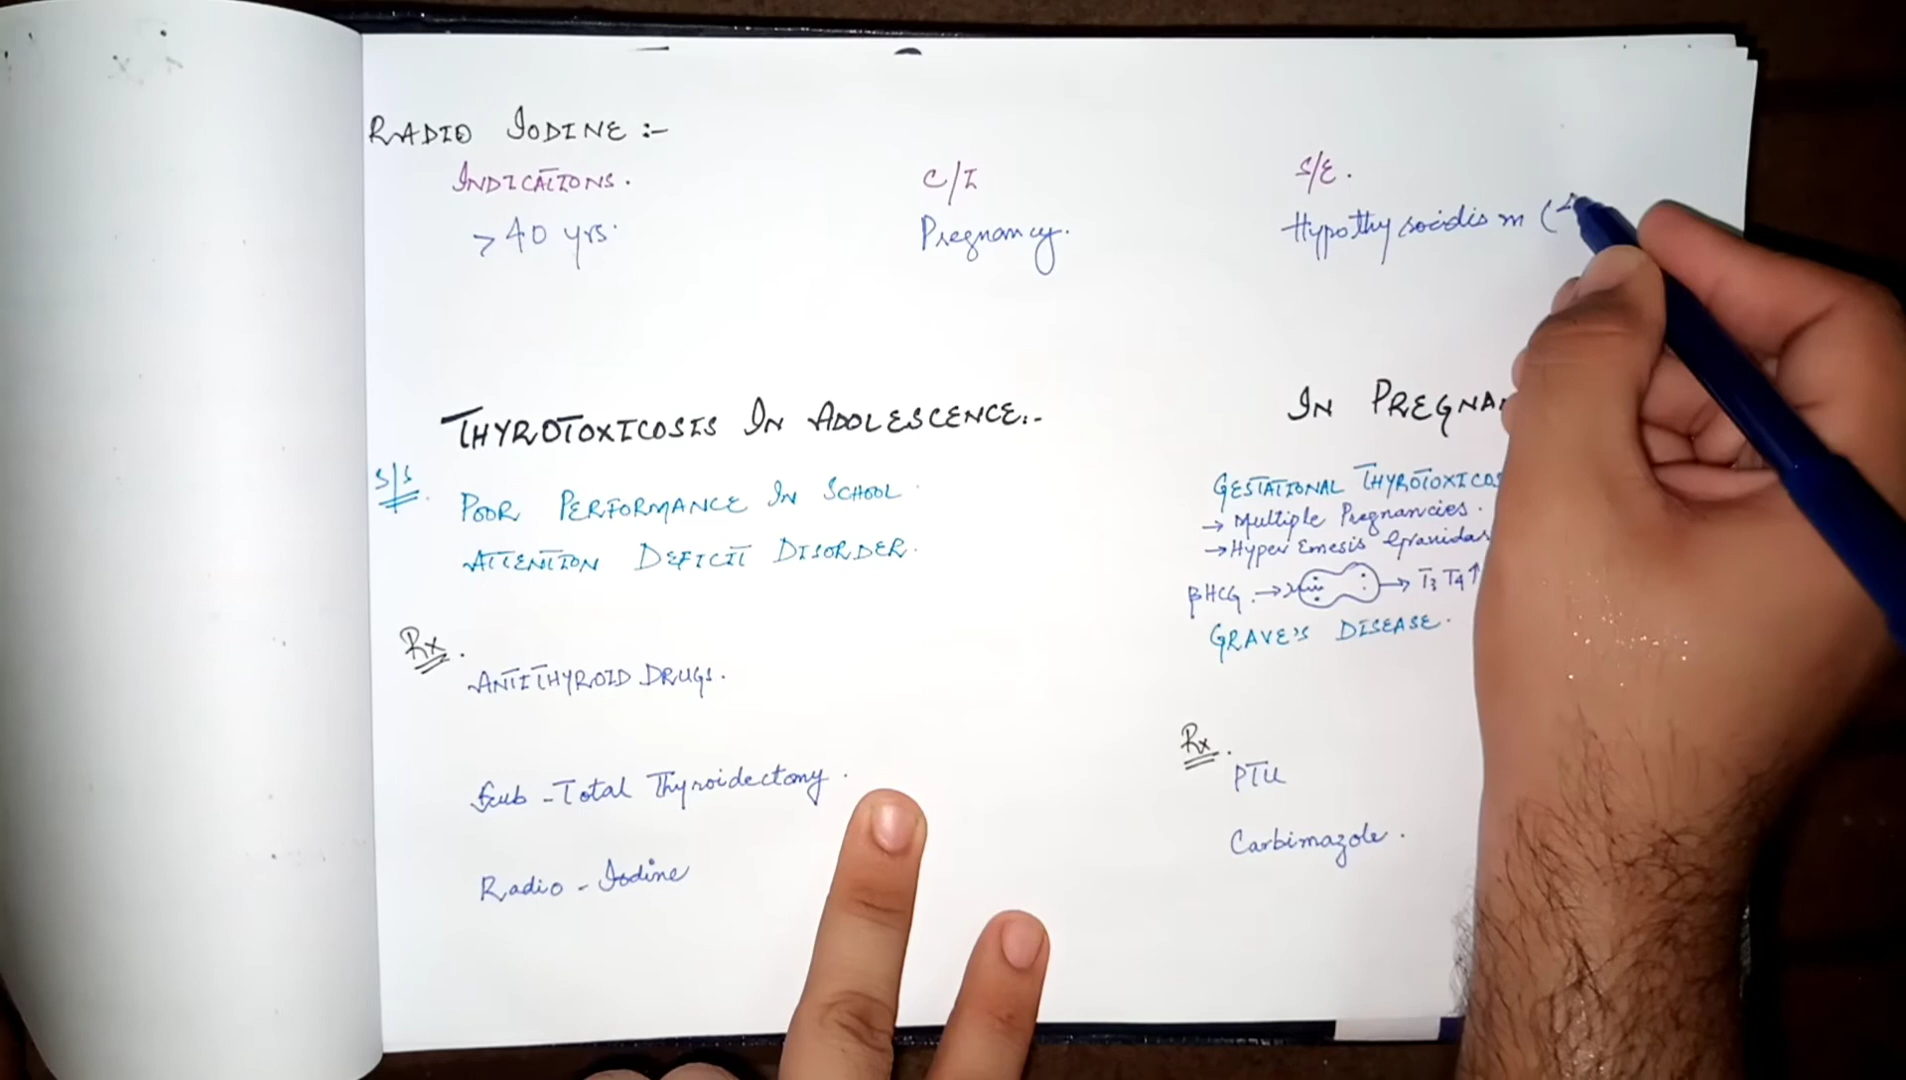 RADIO IODINE :-
INDICATIONS.
> 40 yrs.
C/I
Pregnancy.
S/E.
Hypothyroidism (
THYROTOXICOSIS IN ADOLESCENCE:-
S/S.
POOR PERFORMANCE IN SCHOOL.
ATTENTION DEFICIT DISORDER.
Rx.
ANTITHYROID DRUGS.
Sub-Total Thyroidectomy.
Radio-Iodine
IN PREGNA
GESTATIONAL THYROTOXICOS
→ Multiple Pregnancies.
→ Hyper Emesis Gravidar
βHCG. → → T3 T4 ↑
GRAVE'S DISEASE.
Rx.
PTU
Carbimazole.